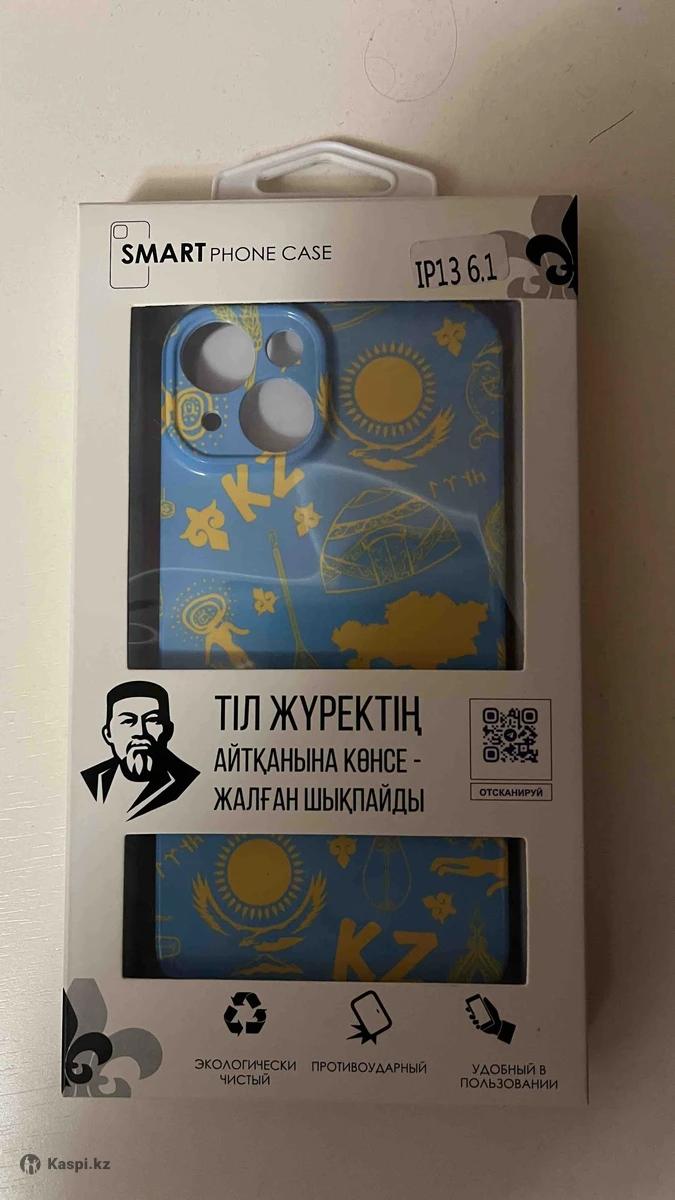 SMART PHONE CASE
IP13 6.1
KZ
ТІЛ ЖҮРЕКТІҢ
АЙТҚАНЫНА КӨНСЕ -
ЖАЛҒАН ШЫҚПАЙДЫ
ОТСКАНИРУЙ
KZ
ЭКОЛОГИЧЕСКИ
ЧИСТЫЙ
ПРОТИВОУДАРНЫЙ
УДОБНЫЙ В
ПОЛЬЗОВАНИИ
Kaspi.kz